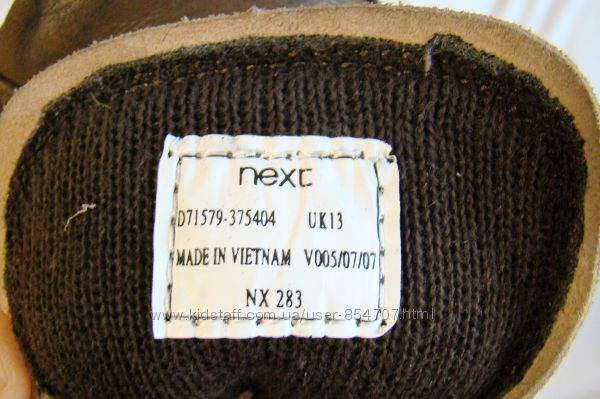 next
D71579-375404 UK13
MADE IN VIETNAM V005/07/07
NX 283
www.kidstaff.com.ua/user-854707.html